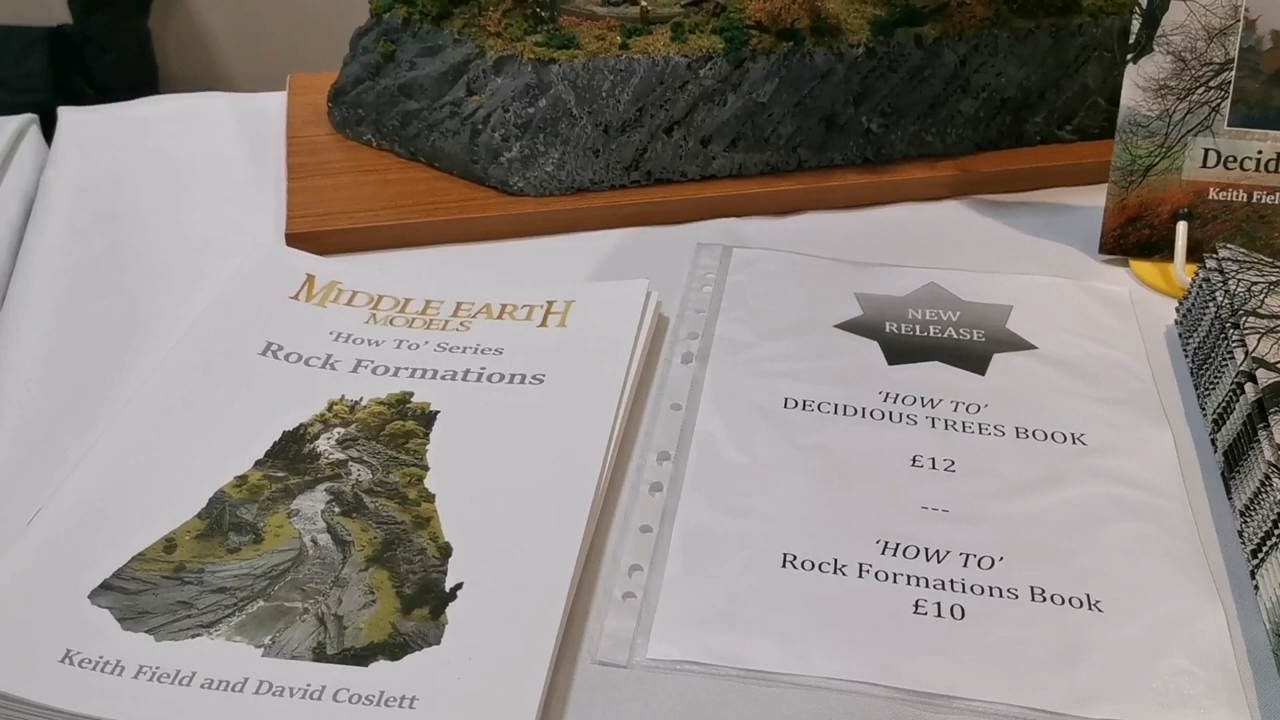 MIDDLE EARTH
MODELS
'How To' Series
Rock Formations
Keith Field and David Coslett
NEW
RELEASE
'HOW TO'
DECIDIOUS TREES BOOK
£12
---
'HOW TO'
Rock Formations Book
£10
Decid
Keith Fiel